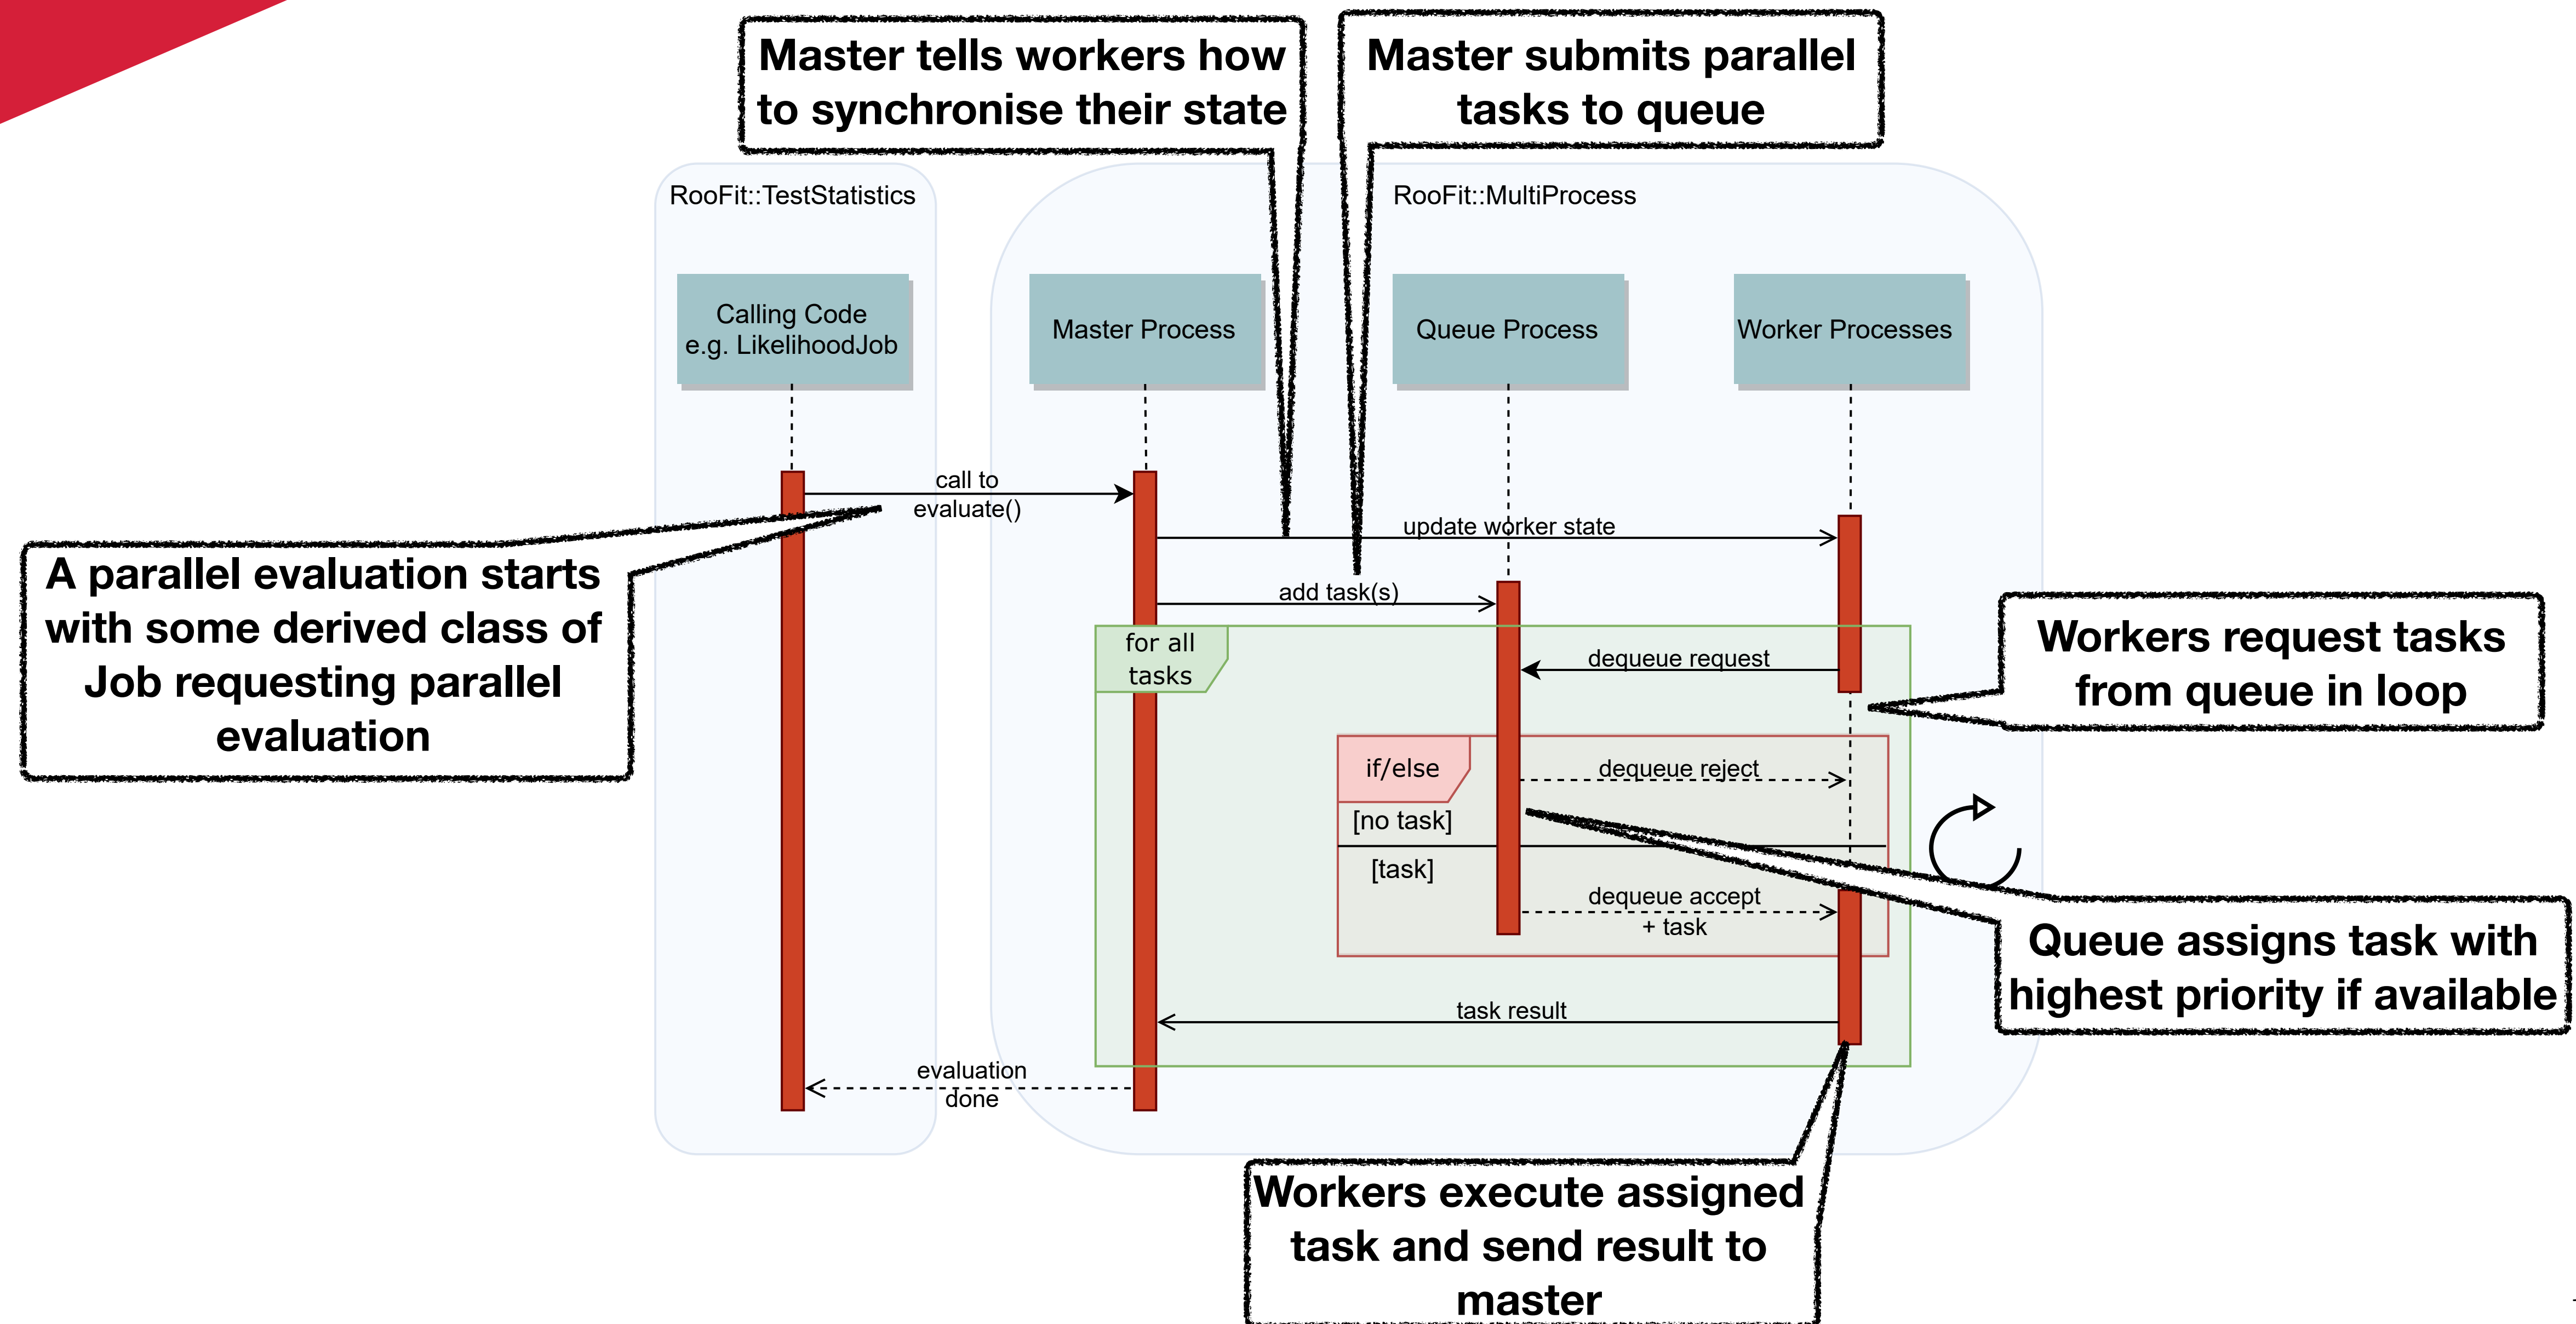 Master tells workers how
to synchronise their state
Master submits parallel
tasks to queue
RooFit::TestStatistics
RooFit::MultiProcess
Calling Code
e.g. LikelihoodJob
Master Process
Queue Process
Worker Processes
call to
evaluate()
update worker state
A parallel evaluation starts
with some derived class of
Job requesting parallel
evaluation
add task(s)
for all
tasks
dequeue request
Workers request tasks
from queue in loop
if/else
dequeue reject
[no task]
[task]
dequeue accept
+ task
Queue assigns task with
highest priority if available
task result
evaluation
done
Workers execute assigned
task and send result to
master